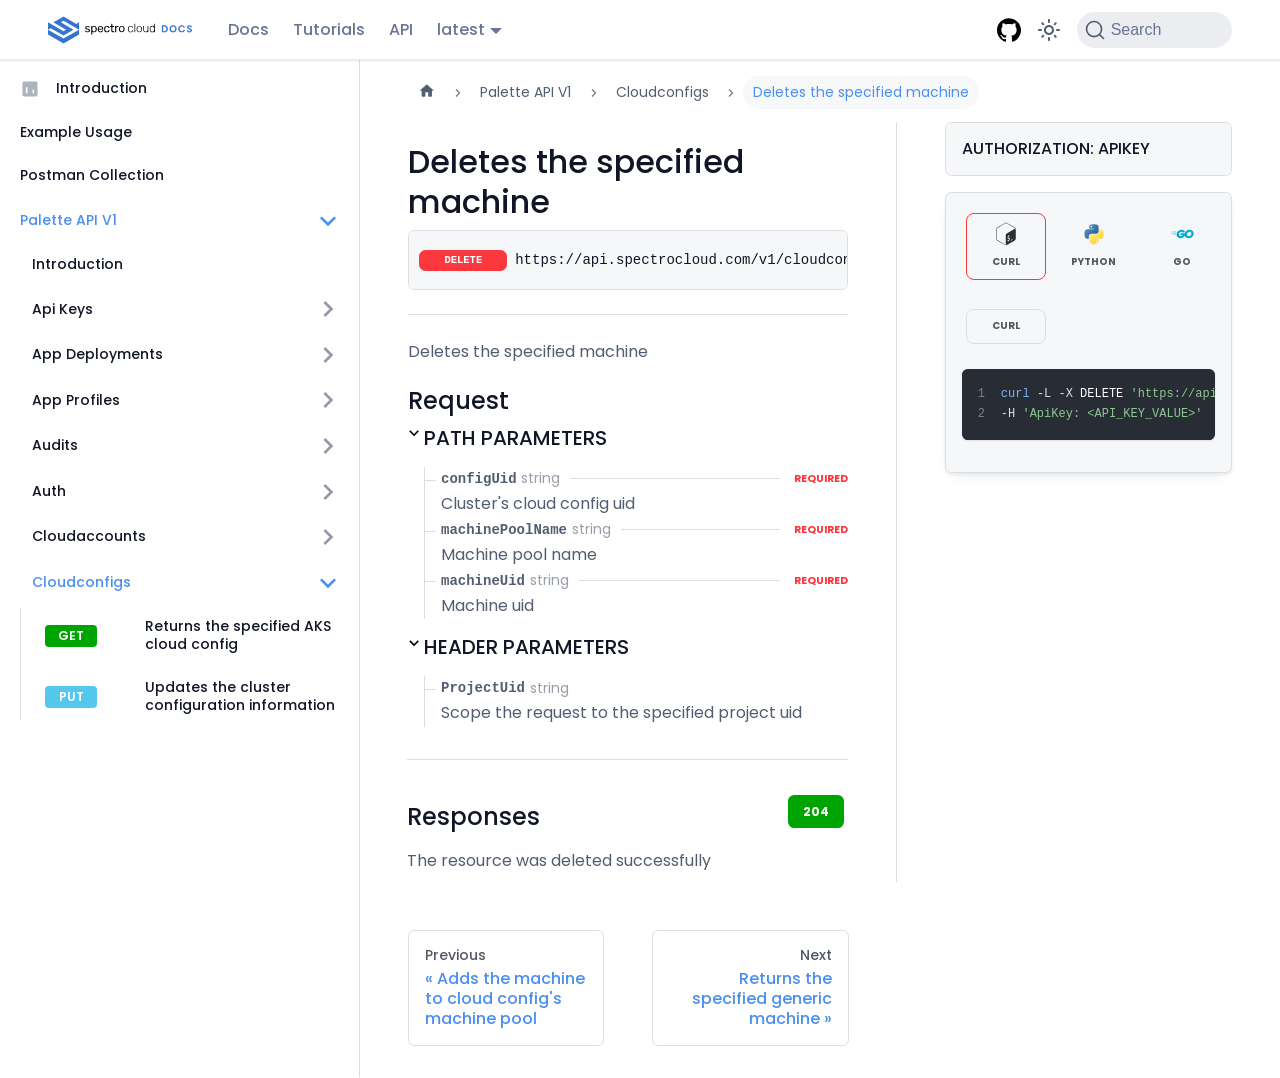 spectro cloud DOCS
Docs
Tutorials
API
latest
Search
Introduction
Example Usage
Postman Collection
Palette API V1
Introduction
Api Keys
App Deployments
App Profiles
Audits
Auth
Cloudaccounts
Cloudconfigs
GET
Returns the specified AKS
cloud config
PUT
Updates the cluster
configuration information
Palette API V1
Cloudconfigs
Deletes the specified machine
Deletes the specified
machine
DELETE https://api.spectrocloud.com/v1/cloudcon
Deletes the specified machine
Request
PATH PARAMETERS
configUid string REQUIRED
Cluster's cloud config uid
machinePoolName string REQUIRED
Machine pool name
machineUid string REQUIRED
Machine uid
HEADER PARAMETERS
ProjectUid string
Scope the request to the specified project uid
Responses
204
The resource was deleted successfully
Previous
« Adds the machine
to cloud config's
machine pool
Next
Returns the
specified generic
machine »
AUTHORIZATION: APIKEY
CURL
PYTHON
GO
CURL
1 curl -L -X DELETE 'https://api
2 -H 'ApiKey: <API_KEY_VALUE>'